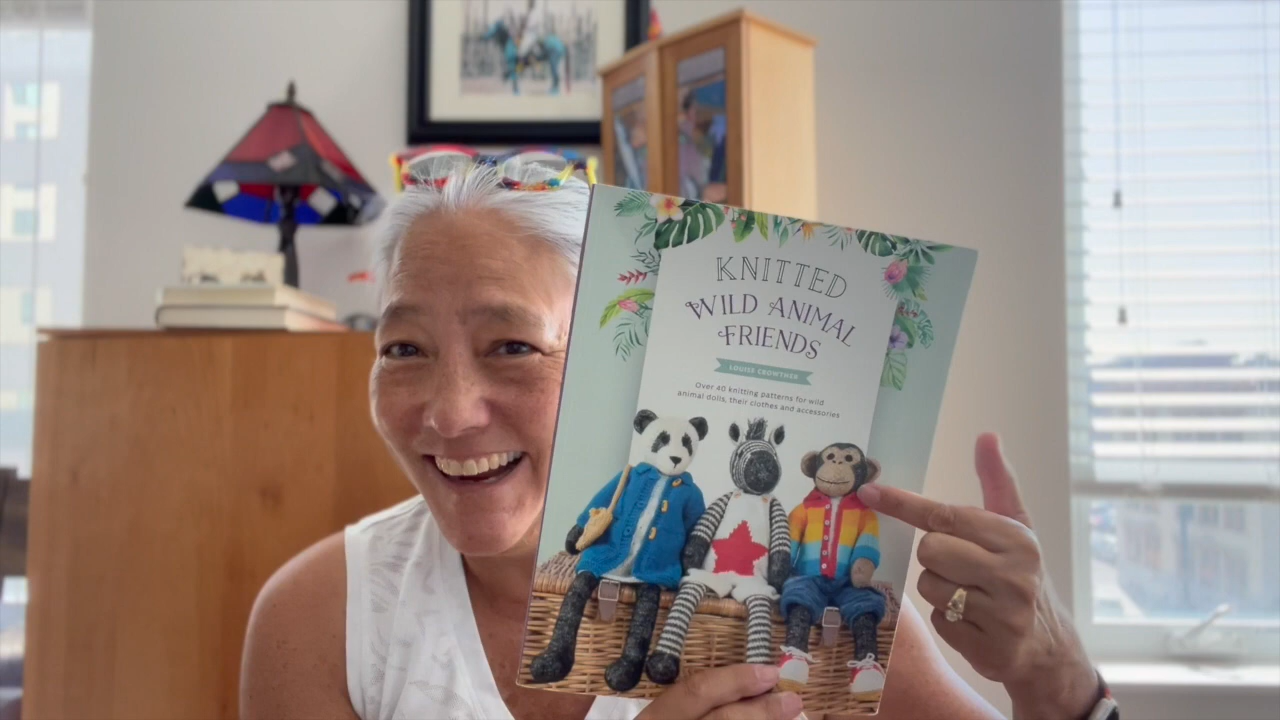 KNITTED
WILD ANIMAL
FRIENDS
LOUISE CROWTHER
Over 40 knitting patterns for wild
animal dolls, their clothes and accessories